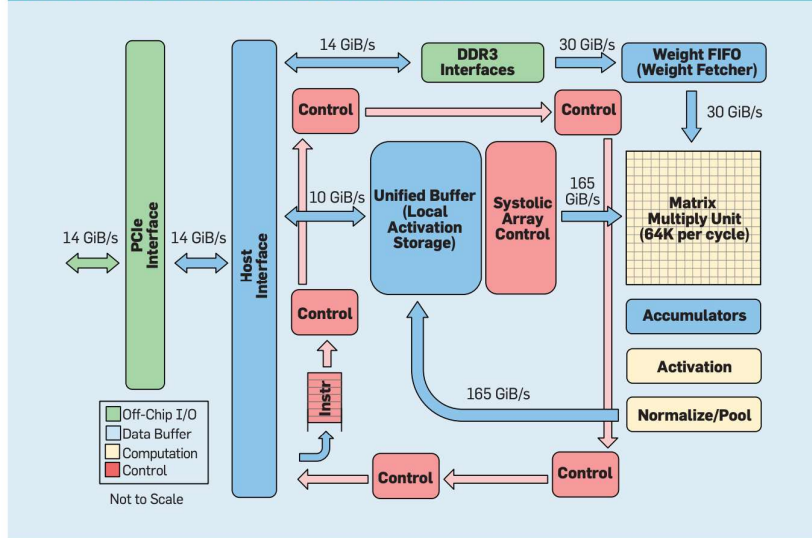 14 GiB/s
DDR3
Interfaces
30 GiB/s
Weight FIFO
(Weight Fetcher)
Control
Control
30 GiB/s
10 GiB/s
Unified Buffer
(Local
Activation
Storage)
Systolic
Array
Control
165
GiB/s
Matrix
Multiply Unit
(64K per cycle)
14 GiB/s
PCIe
Interface
14 GiB/s
Host
Interface
Control
Accumulators
Activation
Instr
165 GiB/s
Normalize/Pool
Off-Chip I/O
Data Buffer
Computation
Control
Not to Scale
Control
Control